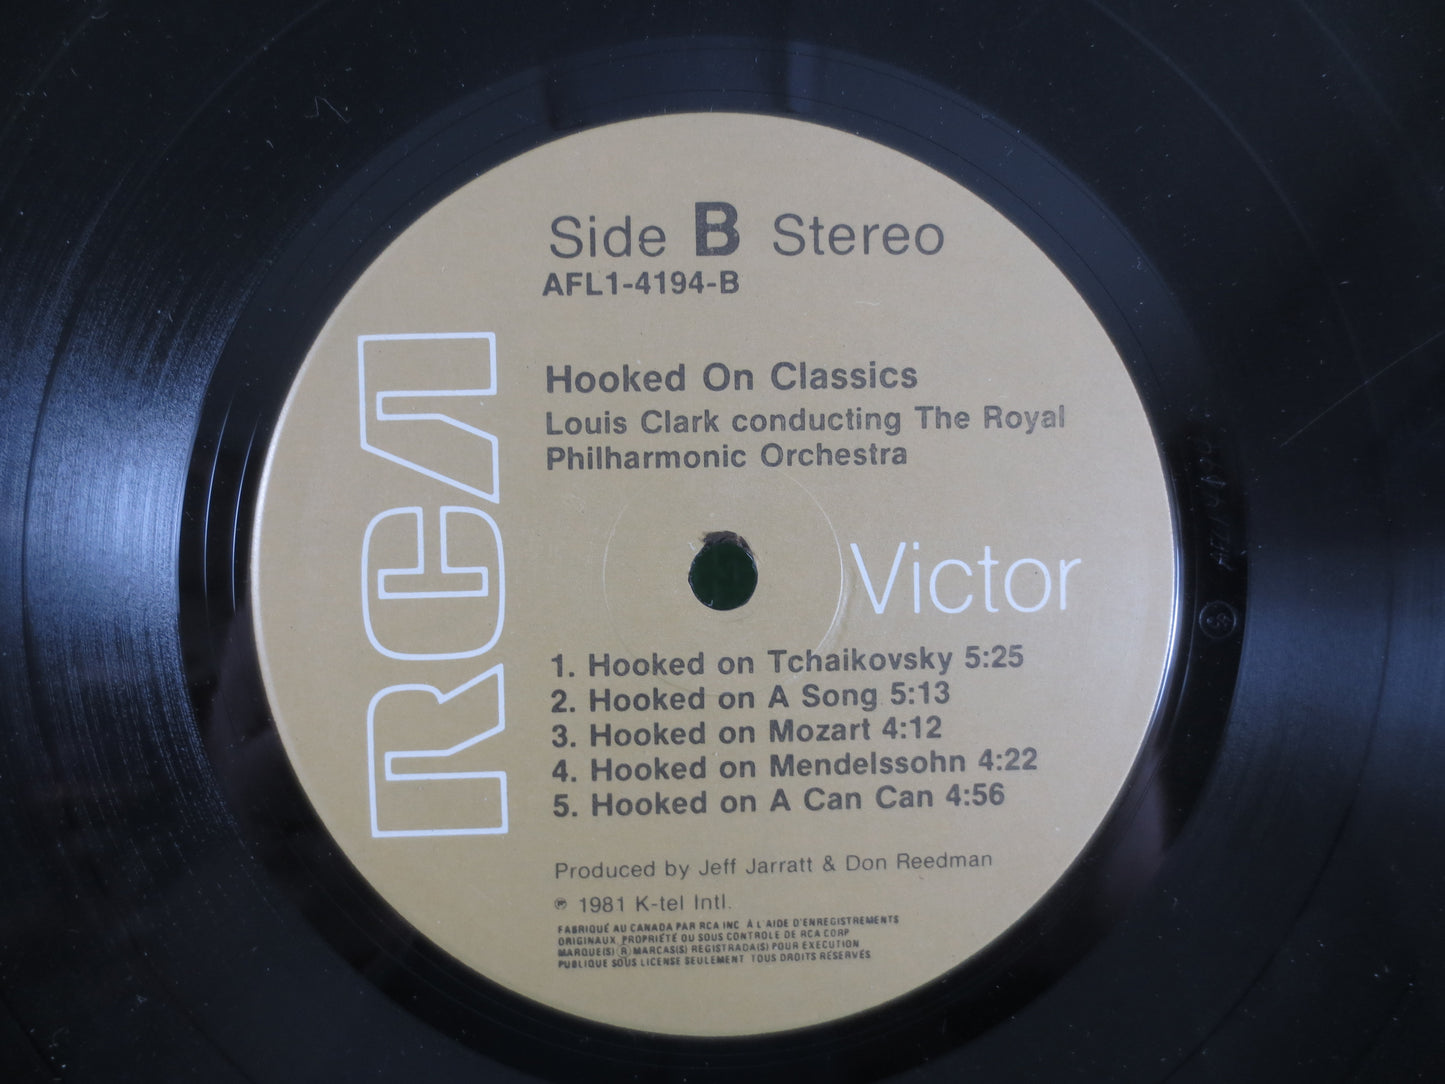 Side B Stereo
AFL1-4194-B
Hooked On Classics
Louis Clark conducting The Royal
Philharmonic Orchestra
RCA
Victor
1. Hooked on Tchaikovsky 5:25
2. Hooked on A Song 5:13
3. Hooked on Mozart 4:12
4. Hooked on Mendelssohn 4:22
5. Hooked on A Can Can 4:56
Produced by Jeff Jarratt & Don Reedman
℗ 1981 K-tel Intl.
FABRIQUÉ AU CANADA PAR RCA INC À L'AIDE D'ENREGISTREMENTS
ORIGINAUX PROPRIÉTÉ OU SOUS CONTROLE DE RCA CORP
MARQUE(S) ® MARCAS(S) REGISTRADA(S) POUR EXECUTION
PUBLIQUE SOUS LICENSE SEULEMENT TOUS DROITS RÉSERVÉS